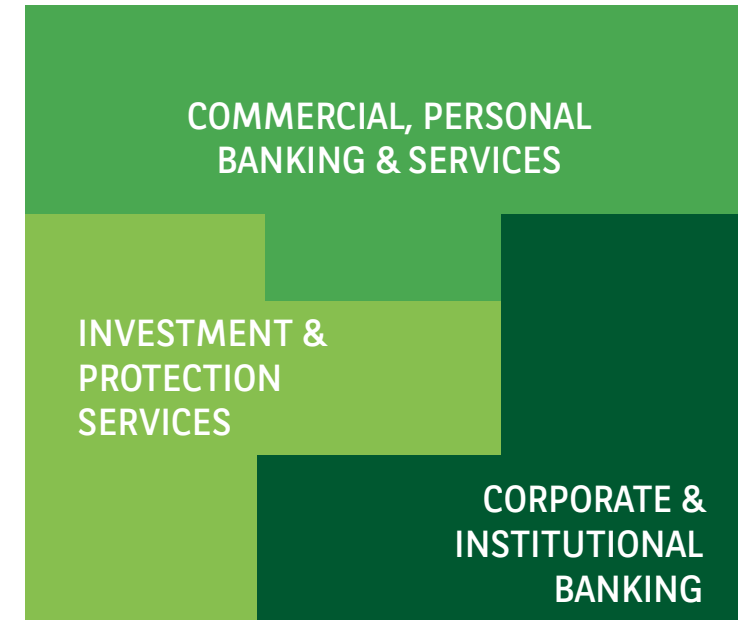 COMMERCIAL, PERSONAL
BANKING & SERVICES
INVESTMENT &
PROTECTION
SERVICES
CORPORATE &
INSTITUTIONAL
BANKING